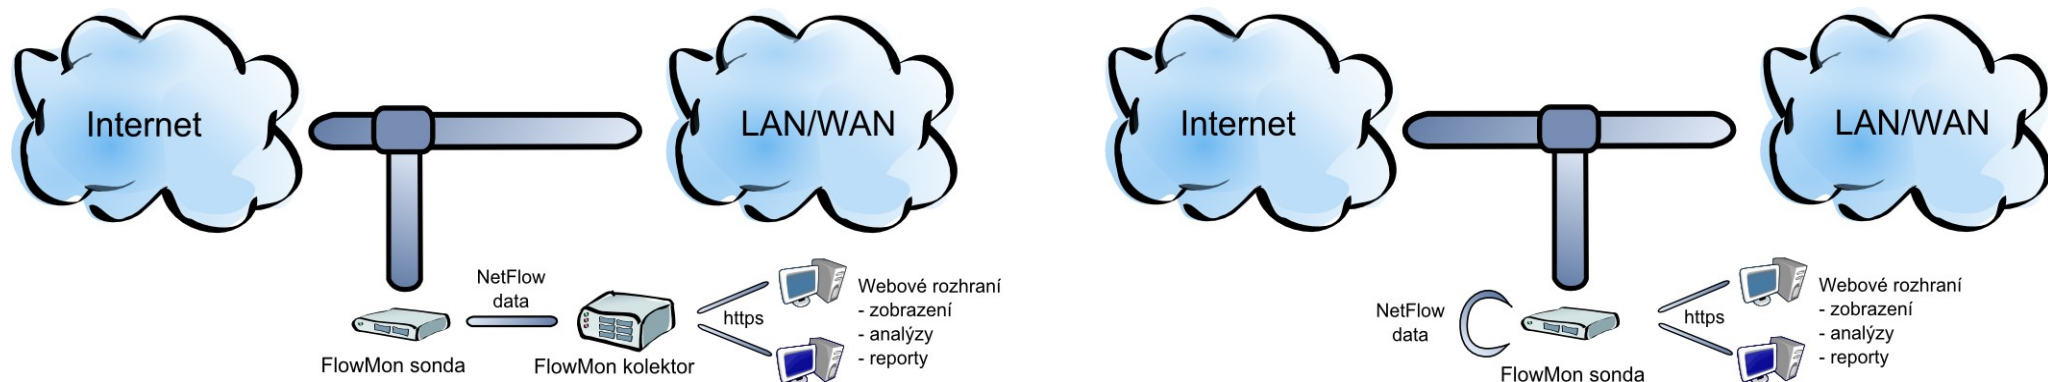 Internet
LAN/WAN
NetFlow
data
https
Webové rozhraní
- zobrazení
- analýzy
- reporty
FlowMon sonda
FlowMon kolektor
Internet
LAN/WAN
NetFlow
data
https
Webové rozhraní
- zobrazení
- analýzy
- reporty
FlowMon sonda